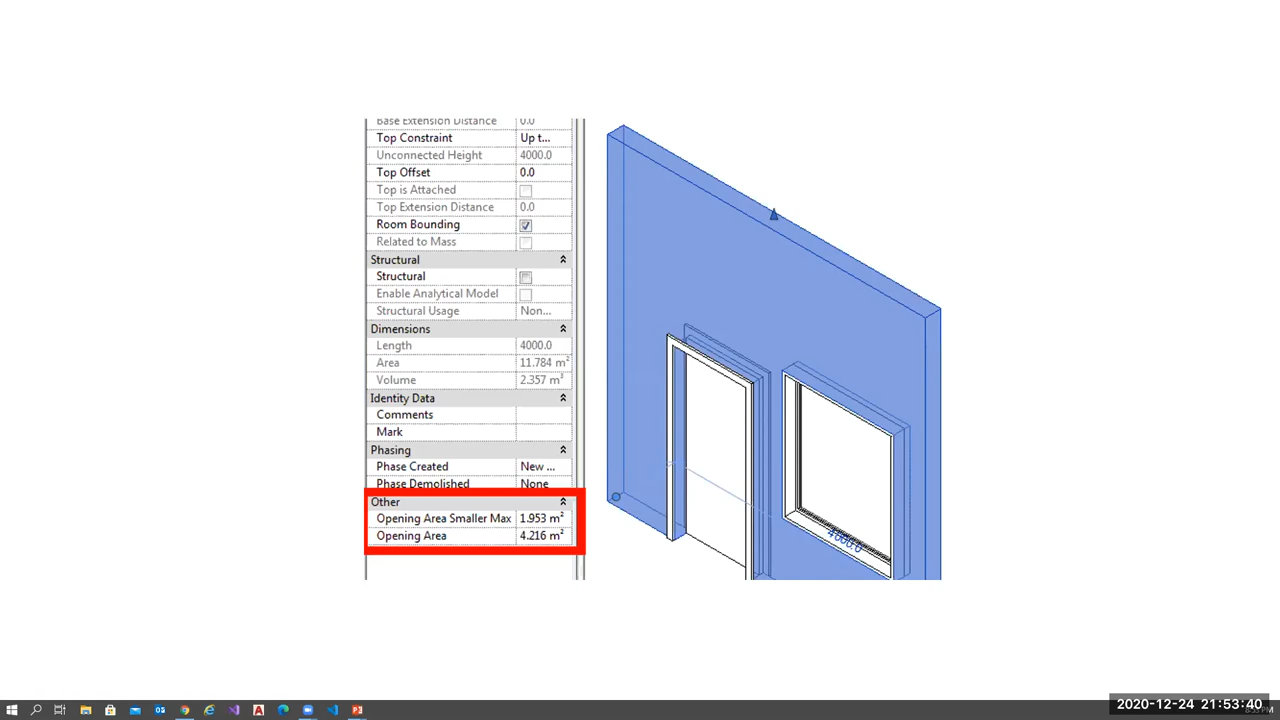 Base Extension Distance 0.0
Top Constraint Up t...
Unconnected Height 4000.0
Top Offset 0.0
Top is Attached
Top Extension Distance 0.0
Room Bounding
Related to Mass
Structural
Structural
Enable Analytical Model
Structural Usage Non...
Dimensions
Length 4000.0
Area 11.784 m²
Volume 2.357 m³
Identity Data
Comments
Mark
Phasing
Phase Created New ...
Phase Demolished None
Other
Opening Area Smaller Max 1.953 m²
Opening Area 4.216 m²
4000.0
2020-12-24 21:53:40